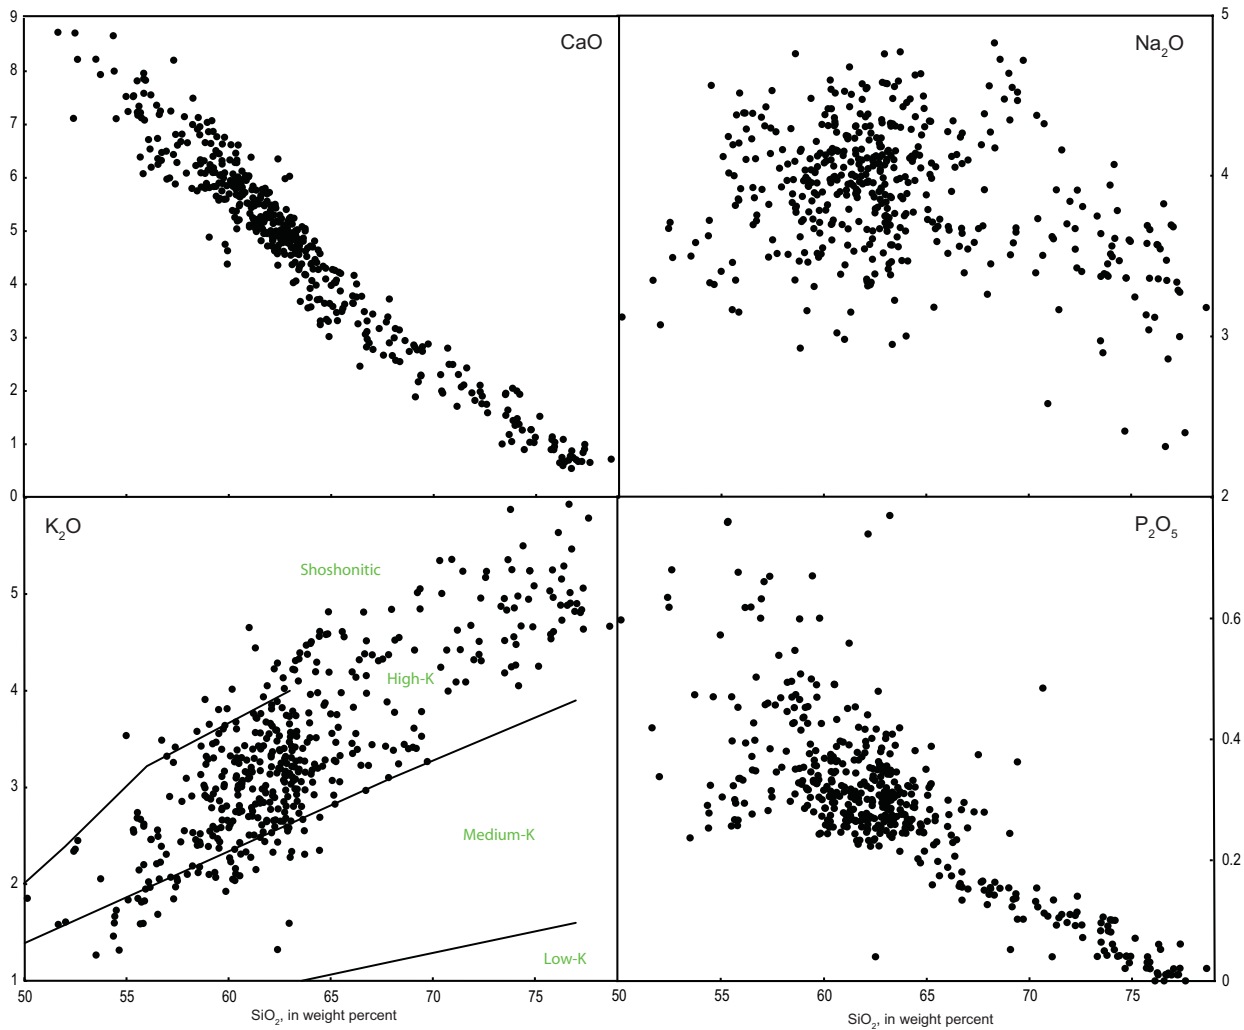 9
8
7
6
5
4
3
2
1
0
CaO
5
4
3
2
Na₂O
K₂O
Shoshonitic
High-K
Medium-K
Low-K
5
4
3
2
1
P₂O₅
0.6
0.4
0.2
0
50 55 60 65 70 75
SiO₂, in weight percent
50 55 60 65 70 75
SiO₂, in weight percent